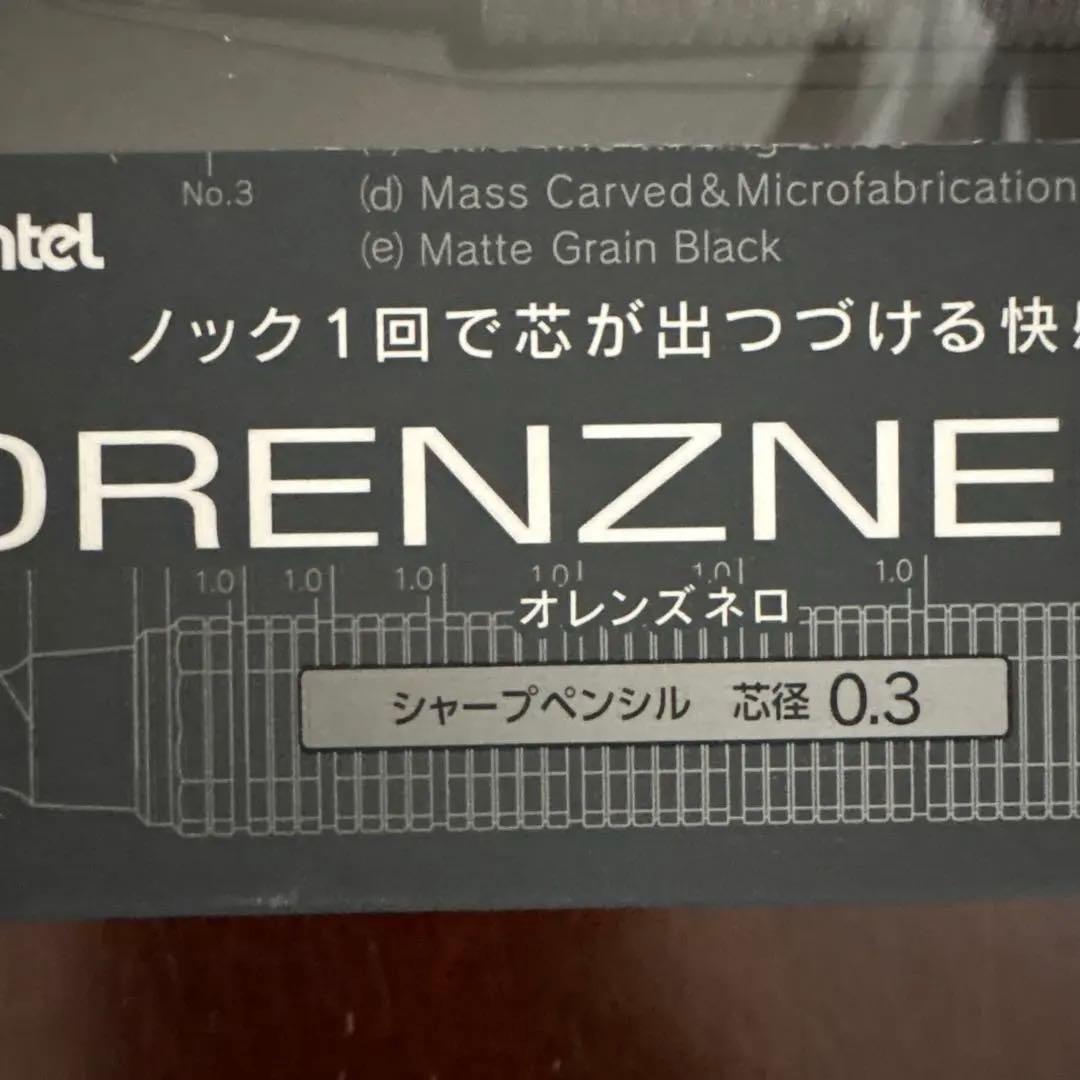 No.3
(d) Mass Carved&Microfabrication
(e) Matte Grain Black
ntel
ノック1回で芯が出つづける快
ORENZNE
1.0 1.0 1.0 1.0 1.0 1.0
オレンズネロ
シャープペンシル 芯径 0.3